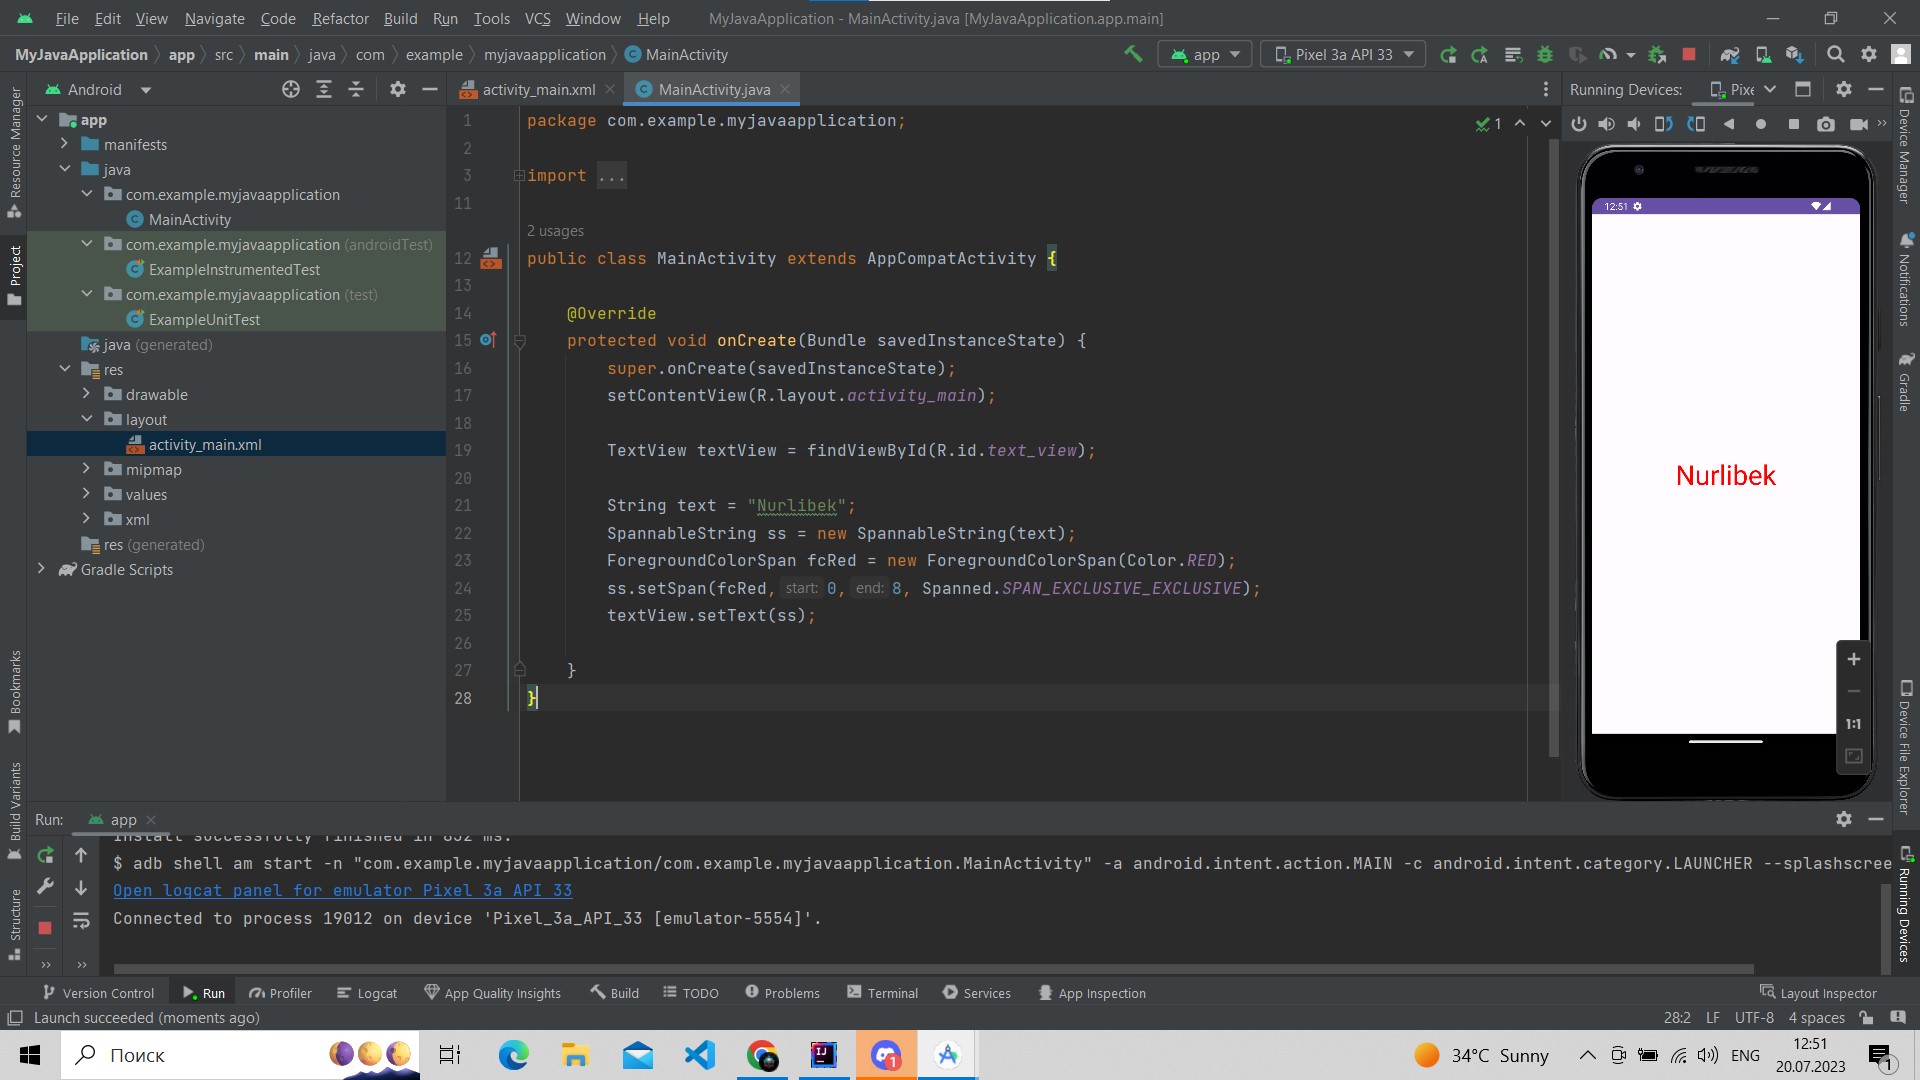 File Edit View Navigate Code Refactor Build Run Tools VCS Window Help MyJavaApplication - MainActivity.java [MyJavaApplication.app.main]
MyJavaApplication app src main java com example myjavaapplication MainActivity app Pixel 3a API 33
Android activity_main.xml MainActivity.java Running Devices: Pixe
Resource Manager
Project
Bookmarks
Build Variants
Structure
app
manifests
java
com.example.myjavaapplication
MainActivity
com.example.myjavaapplication (androidTest)
ExampleInstrumentedTest
com.example.myjavaapplication (test)
ExampleUnitTest
java (generated)
res
drawable
layout
activity_main.xml
mipmap
values
xml
res (generated)
Gradle Scripts
1 package com.example.myjavaapplication; 1
2
3 import ...
11
2 usages
12 public class MainActivity extends AppCompatActivity {
13
14 @Override
15 protected void onCreate(Bundle savedInstanceState) {
16 super.onCreate(savedInstanceState);
17 setContentView(R.layout.activity_main);
18
19 TextView textView = findViewById(R.id.text_view);
20
21 String text = "Nurlibek";
22 SpannableString ss = new SpannableString(text);
23 ForegroundColorSpan fcRed = new ForegroundColorSpan(Color.RED);
24 ss.setSpan(fcRed, start: 0, end: 8, Spanned.SPAN_EXCLUSIVE_EXCLUSIVE);
25 textView.setText(ss);
26
27 }
28 }
12:51
Nurlibek
1:1
Device Manager
Notifications
Gradle
Device File Explorer
Running Devices
Run: app
Install successfully finished in 852 ms.
$ adb shell am start -n "com.example.myjavaapplication/com.example.myjavaapplication.MainActivity" -a android.intent.action.MAIN -c android.intent.category.LAUNCHER --splashscree
Open logcat panel for emulator Pixel 3a API 33
Connected to process 19012 on device 'Pixel_3a_API_33 [emulator-5554]'.
Version Control Run Profiler Logcat App Quality Insights Build TODO Problems Terminal Services App Inspection Layout Inspector
Launch succeeded (moments ago) 28:2 LF UTF-8 4 spaces
Поиск 1 34°C Sunny ENG 12:51
20.07.2023 1